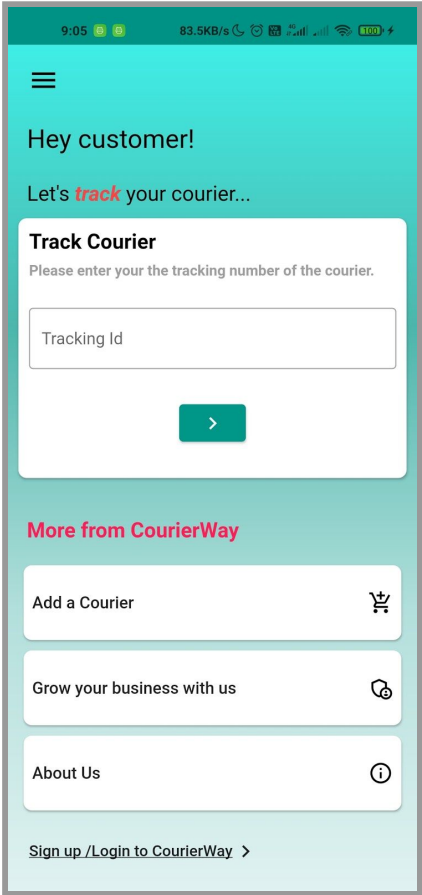 9:05 83.5KB/s 4G 100
Hey customer!
Let's track your courier...
Track Courier
Please enter your the tracking number of the courier.
Tracking Id
More from CourierWay
Add a Courier
Grow your business with us
About Us
Sign up /Login to CourierWay